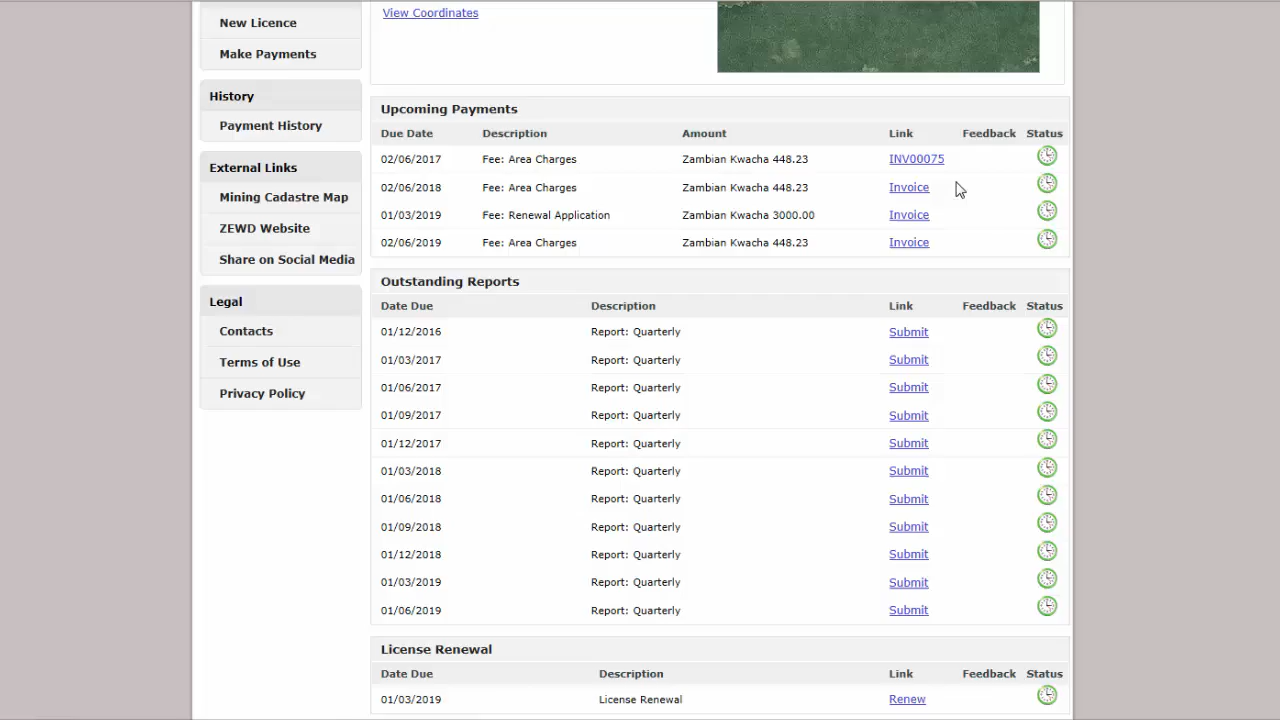 New Licence
Make Payments
History
Payment History
External Links
Mining Cadastre Map
ZEWD Website
Share on Social Media
Legal
Contacts
Terms of Use
Privacy Policy
View Coordinates
Upcoming Payments
Due Date Description Amount Link Feedback Status
02/06/2017 Fee: Area Charges Zambian Kwacha 448.23 INV00075
02/06/2018 Fee: Area Charges Zambian Kwacha 448.23 Invoice
01/03/2019 Fee: Renewal Application Zambian Kwacha 3000.00 Invoice
02/06/2019 Fee: Area Charges Zambian Kwacha 448.23 Invoice
Outstanding Reports
Date Due Description Link Feedback Status
01/12/2016 Report: Quarterly Submit
01/03/2017 Report: Quarterly Submit
01/06/2017 Report: Quarterly Submit
01/09/2017 Report: Quarterly Submit
01/12/2017 Report: Quarterly Submit
01/03/2018 Report: Quarterly Submit
01/06/2018 Report: Quarterly Submit
01/09/2018 Report: Quarterly Submit
01/12/2018 Report: Quarterly Submit
01/03/2019 Report: Quarterly Submit
01/06/2019 Report: Quarterly Submit
License Renewal
Date Due Description Link Feedback Status
01/03/2019 License Renewal Renew